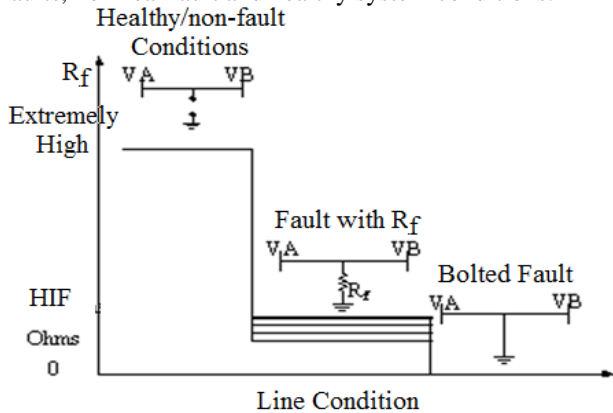 Healthy/non-fault
Conditions
Rf
VA VB
Extremely
High
Fault with Rf
VA VB
Rf
Bolted Fault
VA VB
HIF
Ohms
0
Line Condition